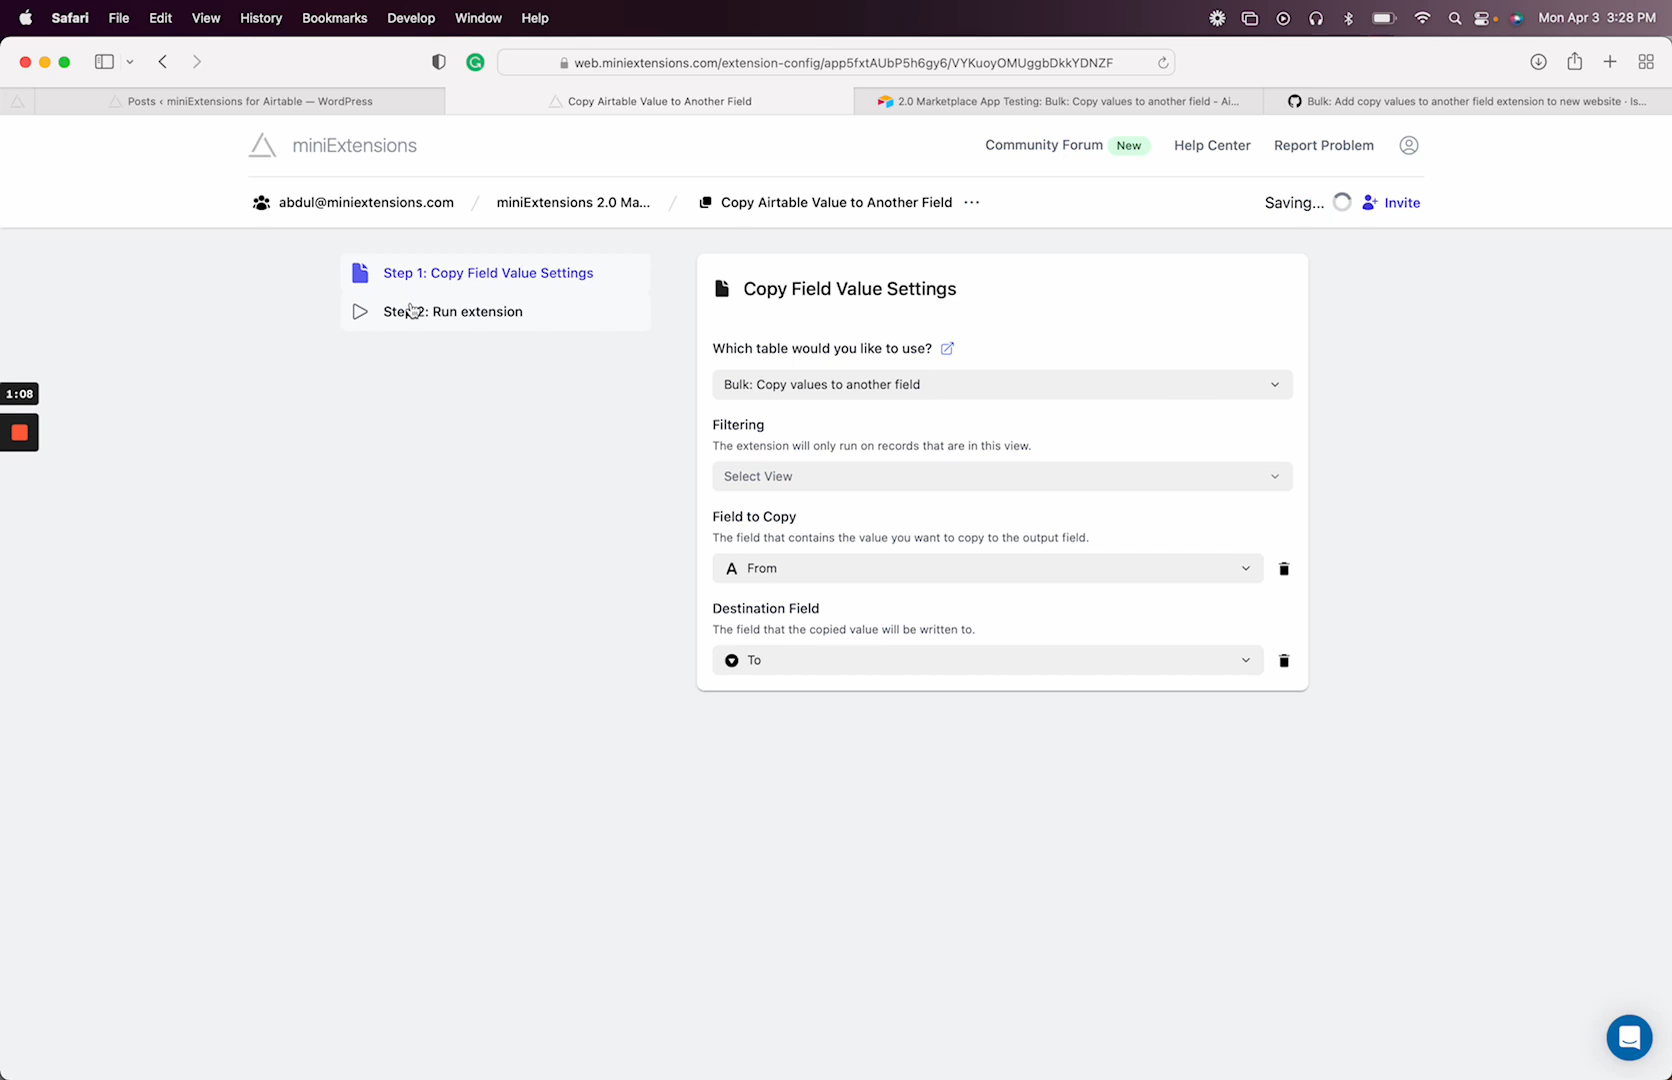 Safari File Edit View History Bookmarks Develop Window Help Mon Apr 3 3:28 PM
web.miniextensions.com/extension-config/app5fxtAUbP5h6gy6/VYKuoyOMUggbDkkYDNZF
Posts ‹ miniExtensions for Airtable — WordPress
Copy Airtable Value to Another Field
2.0 Marketplace App Testing: Bulk: Copy values to another field - Ai...
Bulk: Add copy values to another field extension to new website · Is...
miniExtensions
Community Forum New Help Center Report Problem
abdul@miniextensions.com / miniExtensions 2.0 Ma... / Copy Airtable Value to Another Field ···
Saving... Invite
Step 1: Copy Field Value Settings
Step 2: Run extension
1:08
Copy Field Value Settings
Which table would you like to use?
Bulk: Copy values to another field
Filtering
The extension will only run on records that are in this view.
Select View
Field to Copy
The field that contains the value you want to copy to the output field.
A From
Destination Field
The field that the copied value will be written to.
To